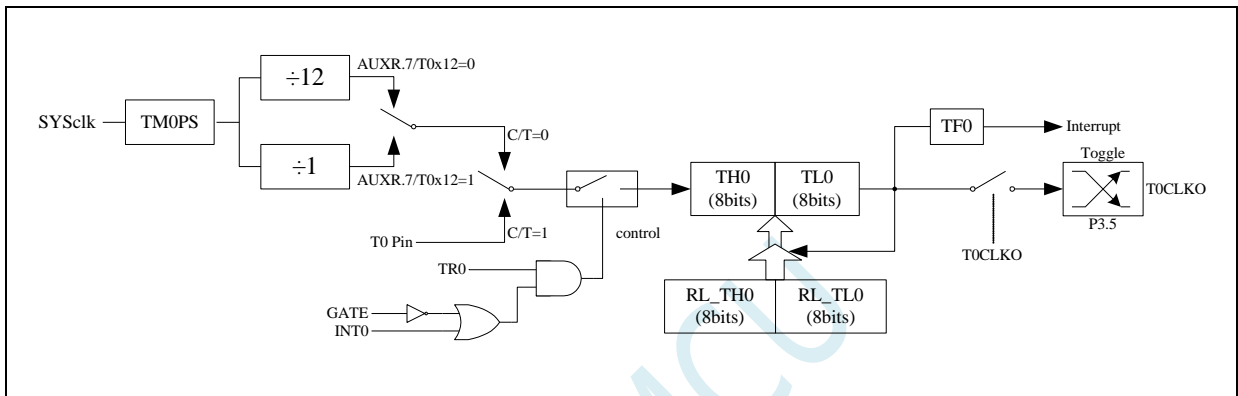 ÷12
AUXR.7/T0x12=0
SYSclk
TM0PS
÷1
AUXR.7/T0x12=1
C/T=0
T0 Pin
C/T=1
control
TR0
GATE
INT0
TH0
(8bits)
TL0
(8bits)
RL_TH0
(8bits)
RL_TL0
(8bits)
TF0
Interrupt
Toggle
T0CLKO
P3.5
T0CLKO
MCU